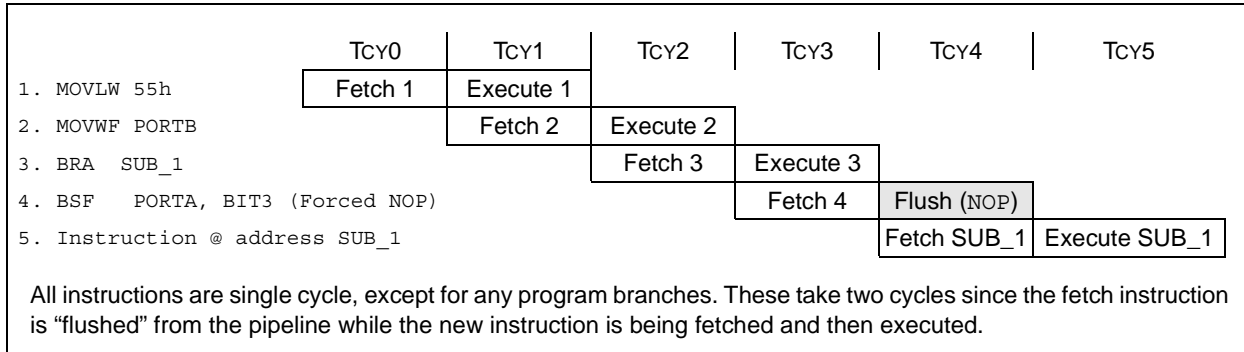 TCY0 TCY1 TCY2 TCY3 TCY4 TCY5
1. MOVLW 55h Fetch 1 Execute 1
2. MOVWF PORTB Fetch 2 Execute 2
3. BRA SUB_1 Fetch 3 Execute 3
4. BSF PORTA, BIT3 (Forced NOP) Fetch 4 Flush (NOP)
5. Instruction @ address SUB_1 Fetch SUB_1 Execute SUB_1
All instructions are single cycle, except for any program branches. These take two cycles since the fetch instruction
is “flushed” from the pipeline while the new instruction is being fetched and then executed.